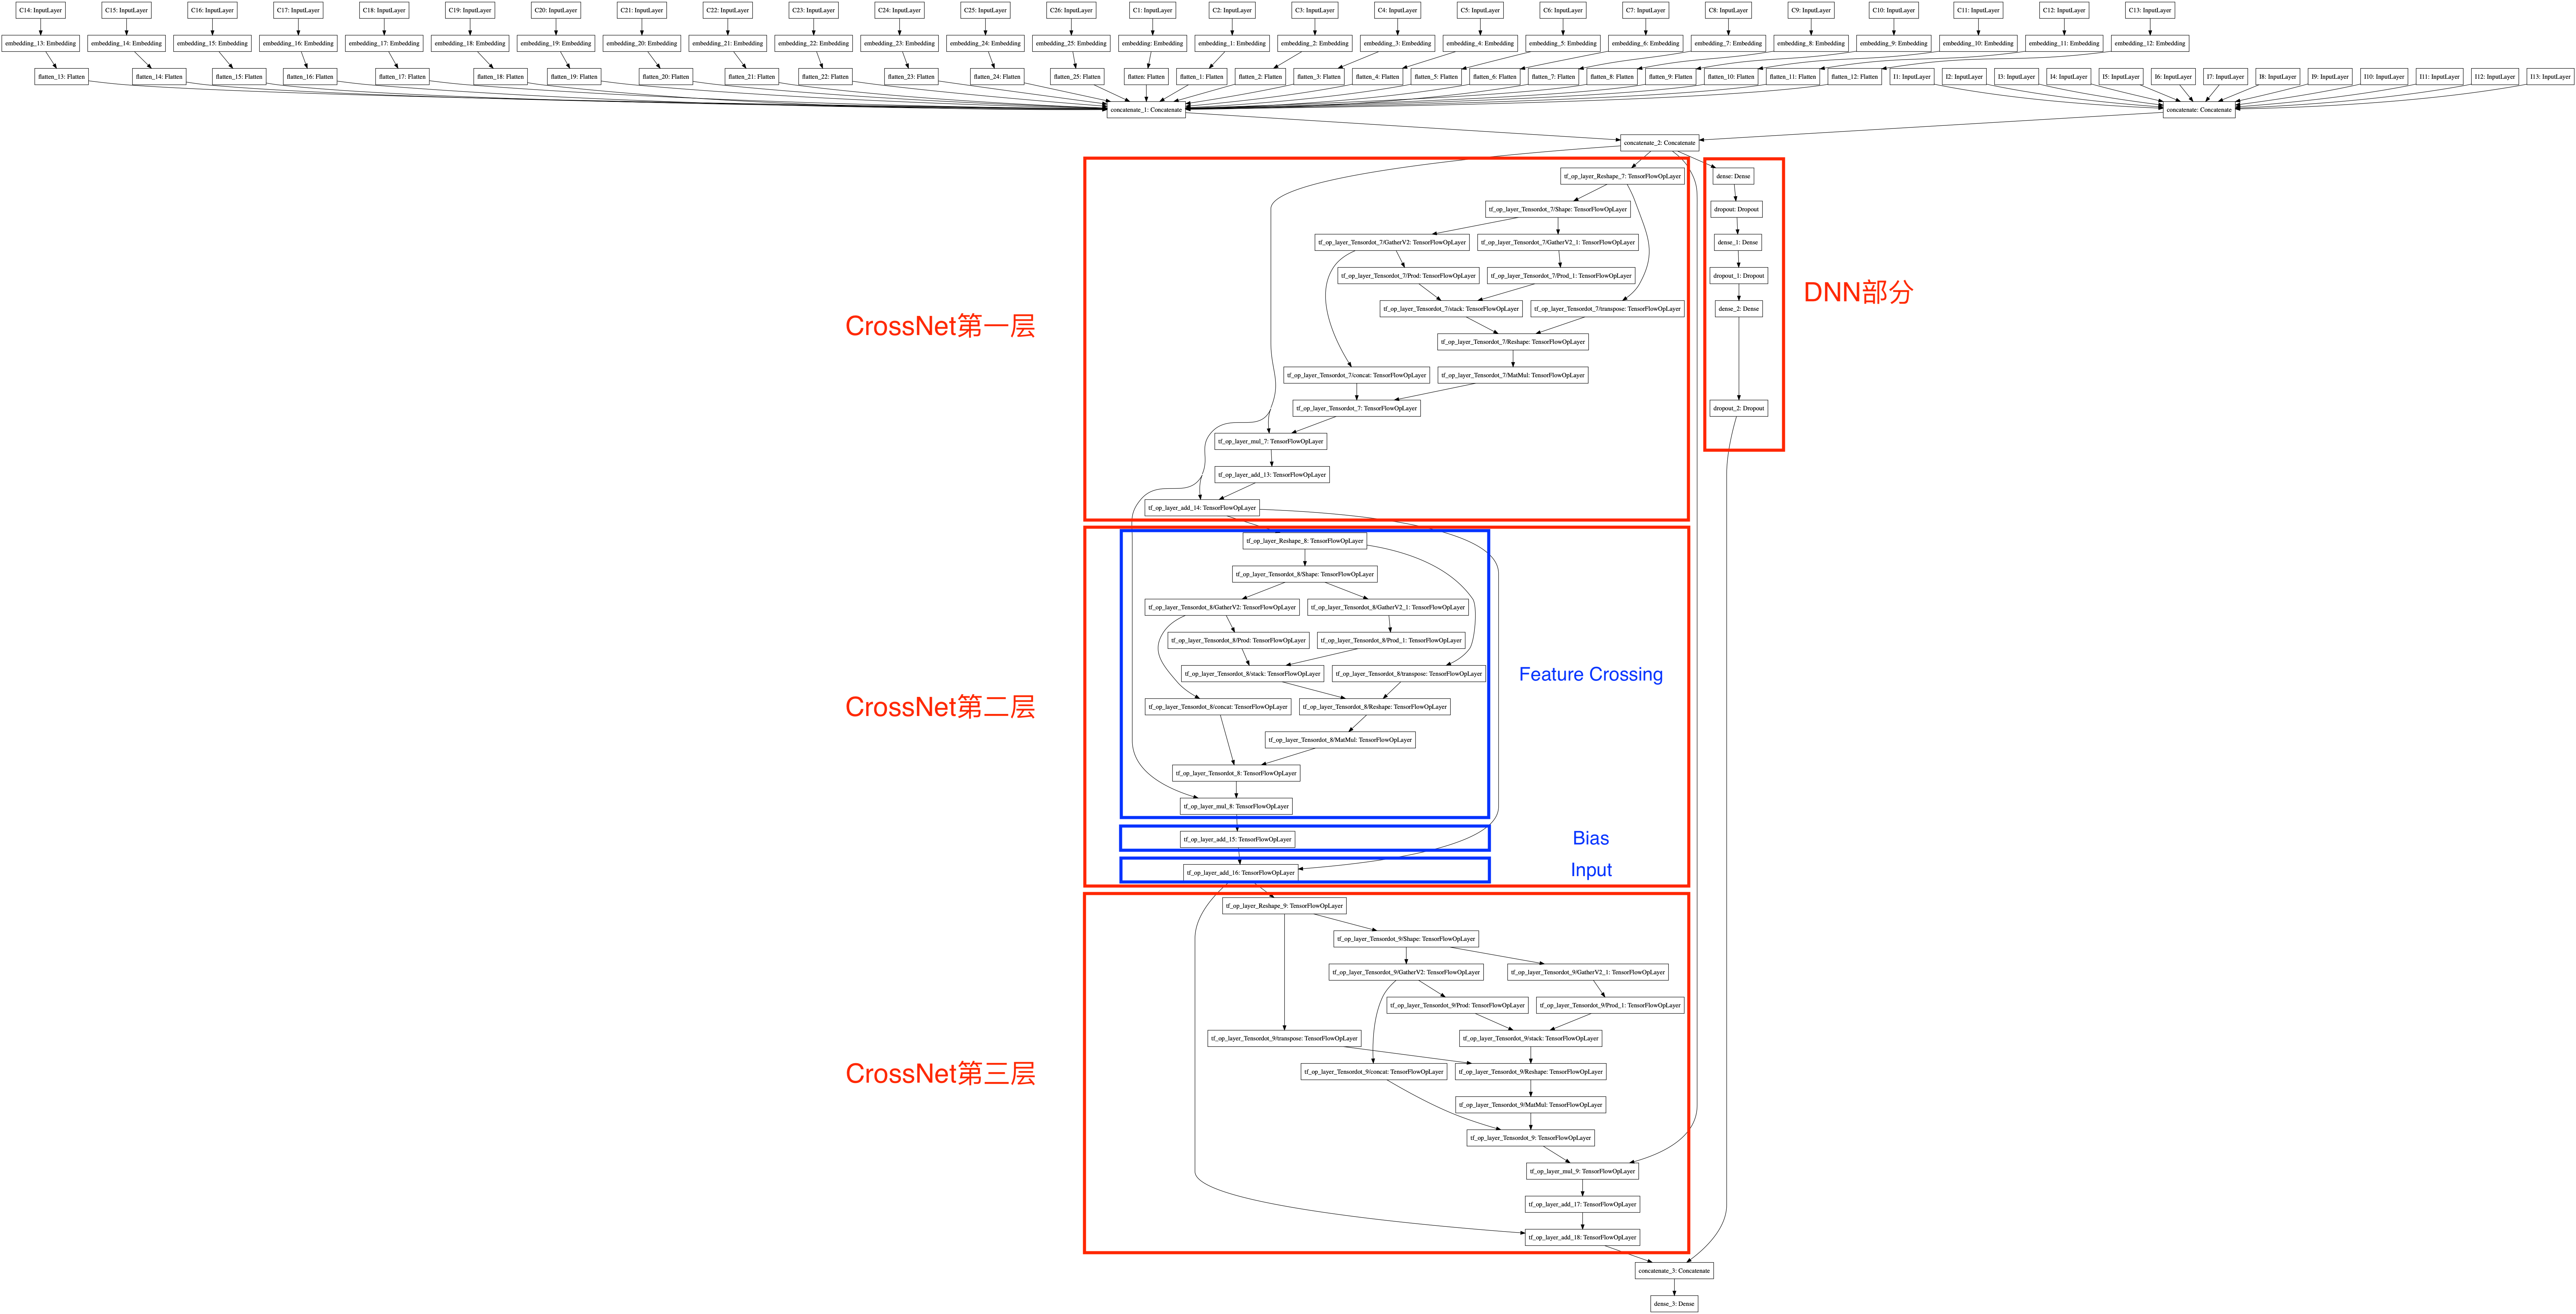 C14: InputLayer
C15: InputLayer
C16: InputLayer
C17: InputLayer
C18: InputLayer
C19: InputLayer
C20: InputLayer
C21: InputLayer
C22: InputLayer
C23: InputLayer
C24: InputLayer
C25: InputLayer
C26: InputLayer
C1: InputLayer
C2: InputLayer
C3: InputLayer
C4: InputLayer
C5: InputLayer
C6: InputLayer
C7: InputLayer
C8: InputLayer
C9: InputLayer
C10: InputLayer
C11: InputLayer
C12: InputLayer
C13: InputLayer
embedding_13: Embedding
embedding_14: Embedding
embedding_15: Embedding
embedding_16: Embedding
embedding_17: Embedding
embedding_18: Embedding
embedding_19: Embedding
embedding_20: Embedding
embedding_21: Embedding
embedding_22: Embedding
embedding_23: Embedding
embedding_24: Embedding
embedding_25: Embedding
embedding: Embedding
embedding_1: Embedding
embedding_2: Embedding
embedding_3: Embedding
embedding_4: Embedding
embedding_5: Embedding
embedding_6: Embedding
embedding_7: Embedding
embedding_8: Embedding
embedding_9: Embedding
embedding_10: Embedding
embedding_11: Embedding
embedding_12: Embedding
flatten_13: Flatten
flatten_14: Flatten
flatten_15: Flatten
flatten_16: Flatten
flatten_17: Flatten
flatten_18: Flatten
flatten_19: Flatten
flatten_20: Flatten
flatten_21: Flatten
flatten_22: Flatten
flatten_23: Flatten
flatten_24: Flatten
flatten_25: Flatten
flatten: Flatten
flatten_1: Flatten
flatten_2: Flatten
flatten_3: Flatten
flatten_4: Flatten
flatten_5: Flatten
flatten_6: Flatten
flatten_7: Flatten
flatten_8: Flatten
flatten_9: Flatten
flatten_10: Flatten
flatten_11: Flatten
flatten_12: Flatten
I1: InputLayer
I2: InputLayer
I3: InputLayer
I4: InputLayer
I5: InputLayer
I6: InputLayer
I7: InputLayer
I8: InputLayer
I9: InputLayer
I10: InputLayer
I11: InputLayer
I12: InputLayer
I13: InputLayer
concatenate_1: Concatenate
concatenate: Concatenate
concatenate_2: Concatenate
tf_op_layer_Reshape_7: TensorFlowOpLayer
dense: Dense
tf_op_layer_Tensordot_7/Shape: TensorFlowOpLayer
dropout: Dropout
tf_op_layer_Tensordot_7/GatherV2: TensorFlowOpLayer
tf_op_layer_Tensordot_7/GatherV2_1: TensorFlowOpLayer
dense_1: Dense
tf_op_layer_Tensordot_7/Prod: TensorFlowOpLayer
tf_op_layer_Tensordot_7/Prod_1: TensorFlowOpLayer
dropout_1: Dropout
DNN部分
tf_op_layer_Tensordot_7/stack: TensorFlowOpLayer
tf_op_layer_Tensordot_7/transpose: TensorFlowOpLayer
dense_2: Dense
CrossNet第一层
tf_op_layer_Tensordot_7/Reshape: TensorFlowOpLayer
tf_op_layer_Tensordot_7/concat: TensorFlowOpLayer
tf_op_layer_Tensordot_7/MatMul: TensorFlowOpLayer
tf_op_layer_Tensordot_7: TensorFlowOpLayer
dropout_2: Dropout
tf_op_layer_mul_7: TensorFlowOpLayer
tf_op_layer_add_13: TensorFlowOpLayer
tf_op_layer_add_14: TensorFlowOpLayer
tf_op_layer_Reshape_8: TensorFlowOpLayer
tf_op_layer_Tensordot_8/Shape: TensorFlowOpLayer
tf_op_layer_Tensordot_8/GatherV2: TensorFlowOpLayer
tf_op_layer_Tensordot_8/GatherV2_1: TensorFlowOpLayer
tf_op_layer_Tensordot_8/Prod: TensorFlowOpLayer
tf_op_layer_Tensordot_8/Prod_1: TensorFlowOpLayer
tf_op_layer_Tensordot_8/stack: TensorFlowOpLayer
tf_op_layer_Tensordot_8/transpose: TensorFlowOpLayer
Feature Crossing
CrossNet第二层
tf_op_layer_Tensordot_8/concat: TensorFlowOpLayer
tf_op_layer_Tensordot_8/Reshape: TensorFlowOpLayer
tf_op_layer_Tensordot_8/MatMul: TensorFlowOpLayer
tf_op_layer_Tensordot_8: TensorFlowOpLayer
tf_op_layer_mul_8: TensorFlowOpLayer
tf_op_layer_add_15: TensorFlowOpLayer
Bias
tf_op_layer_add_16: TensorFlowOpLayer
Input
tf_op_layer_Reshape_9: TensorFlowOpLayer
tf_op_layer_Tensordot_9/Shape: TensorFlowOpLayer
tf_op_layer_Tensordot_9/GatherV2: TensorFlowOpLayer
tf_op_layer_Tensordot_9/GatherV2_1: TensorFlowOpLayer
tf_op_layer_Tensordot_9/Prod: TensorFlowOpLayer
tf_op_layer_Tensordot_9/Prod_1: TensorFlowOpLayer
tf_op_layer_Tensordot_9/transpose: TensorFlowOpLayer
tf_op_layer_Tensordot_9/stack: TensorFlowOpLayer
CrossNet第三层
tf_op_layer_Tensordot_9/concat: TensorFlowOpLayer
tf_op_layer_Tensordot_9/Reshape: TensorFlowOpLayer
tf_op_layer_Tensordot_9/MatMul: TensorFlowOpLayer
tf_op_layer_Tensordot_9: TensorFlowOpLayer
tf_op_layer_mul_9: TensorFlowOpLayer
tf_op_layer_add_17: TensorFlowOpLayer
tf_op_layer_add_18: TensorFlowOpLayer
concatenate_3: Concatenate
dense_3: Dense